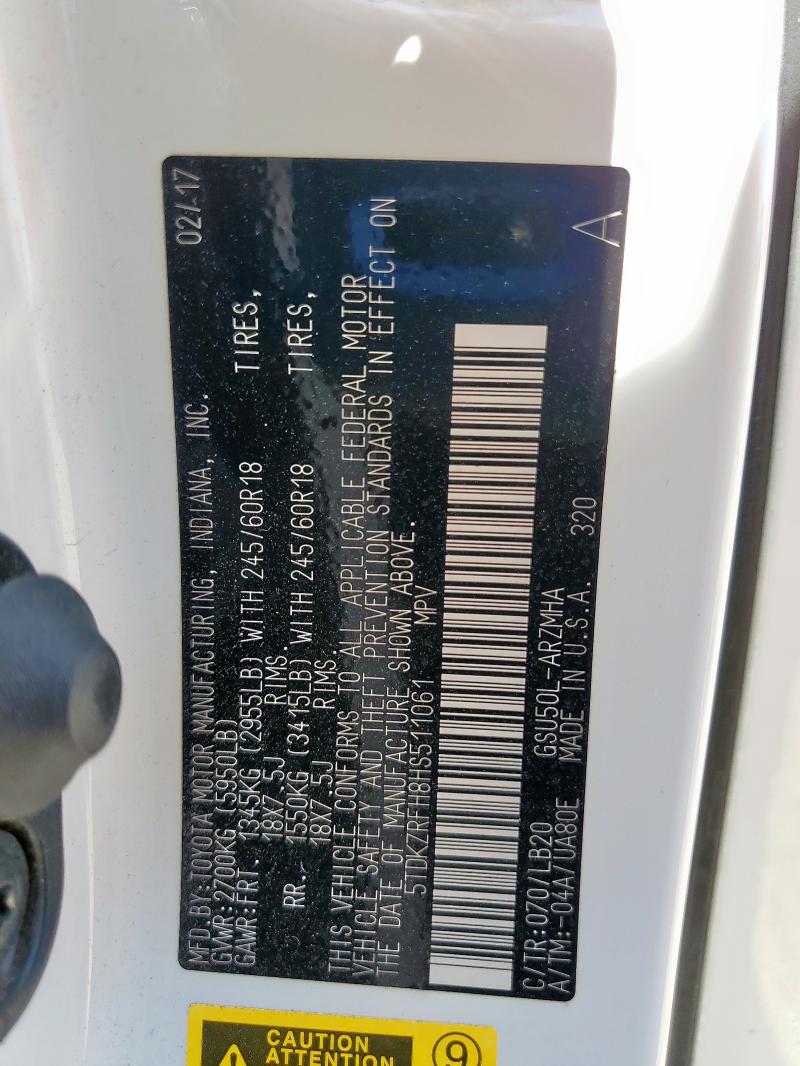 MFD.BY:TOYOTA MOTOR MANUFACTURING, INDIANA, INC. 02/17
GVWR:2700KG (5950LB)
GAWR:FRT. 1345KG (2955LB) WITH 245/60R18 TIRES,
18X7.5J RIMS.
RR. 1550KG (3415LB) WITH 245/60R18 TIRES,
18X7.5J RIMS.
THIS VEHICLE CONFORMS TO ALL APPLICABLE FEDERAL MOTOR
VEHICLE SAFETY AND THEFT PREVENTION STANDARDS IN EFFECT ON
THE DATE OF MANUFACTURE SHOWN ABOVE.
5TDKZRFH8HS511061 MPV
C/TR:070/LB20 GSU50L-ARZMHA
A/TM:-04A/UA80E MADE IN U.S.A. 320
A
CAUTION
ATTENTION
9